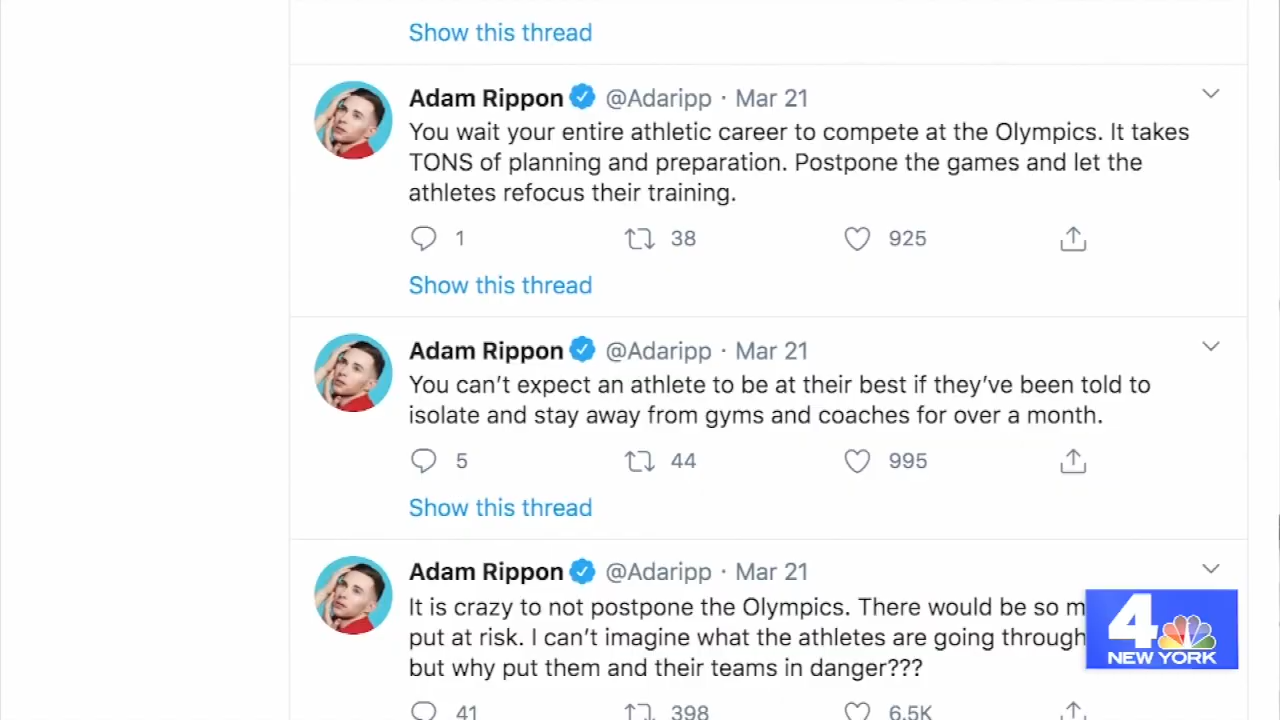 Show this thread
Adam Rippon @Adaripp · Mar 21
You wait your entire athletic career to compete at the Olympics. It takes
TONS of planning and preparation. Postpone the games and let the
athletes refocus their training.
1 38 925
Show this thread
Adam Rippon @Adaripp · Mar 21
You can’t expect an athlete to be at their best if they’ve been told to
isolate and stay away from gyms and coaches for over a month.
5 44 995
Show this thread
Adam Rippon @Adaripp · Mar 21
It is crazy to not postpone the Olympics. There would be so m
put at risk. I can’t imagine what the athletes are going through
but why put them and their teams in danger???
41 398 6.5K
4
NEW YORK